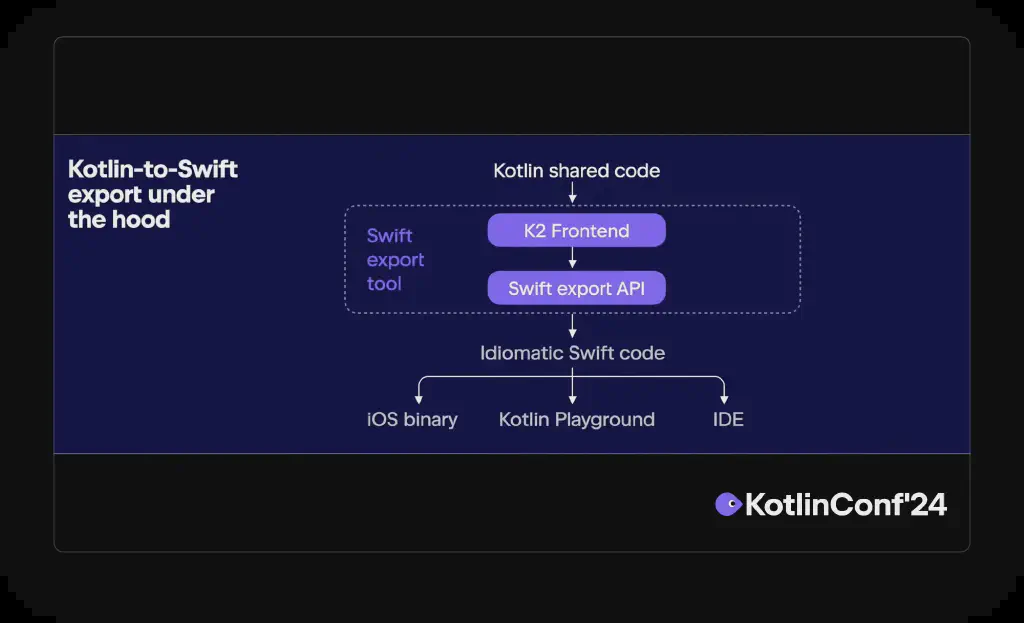 Kotlin-to-Swift
export under
the hood
Kotlin shared code
Swift
export
tool
K2 Frontend
Swift export API
Idiomatic Swift code
iOS binary
Kotlin Playground
IDE
KotlinConf'24